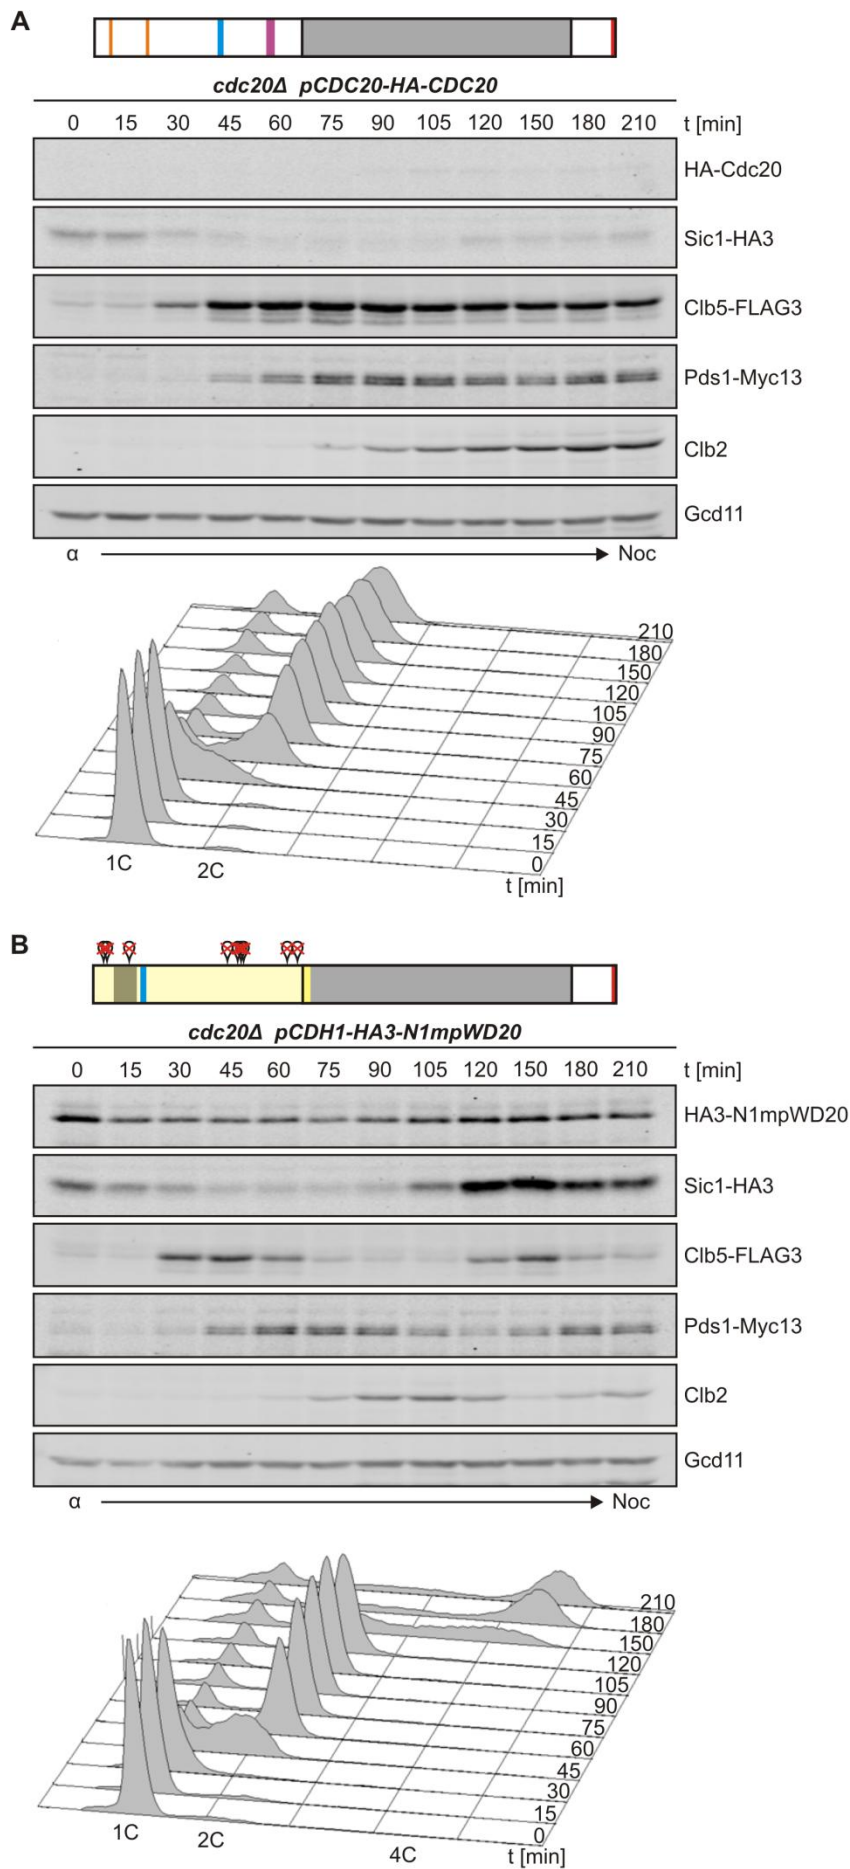 A
cdc20Δ pCDC20-HA-CDC20
0 15 30 45 60 75 90 105 120 150 180 210 t [min]
HA-Cdc20
Sic1-HA3
Clb5-FLAG3
Pds1-Myc13
Clb2
Gcd11
α Noc
210
180
150
120
105
90
75
60
45
30
15
0
1C 2C
t [min]
B
cdc20Δ pCDH1-HA3-N1mpWD20
0 15 30 45 60 75 90 105 120 150 180 210 t [min]
HA3-N1mpWD20
Sic1-HA3
Clb5-FLAG3
Pds1-Myc13
Clb2
Gcd11
α Noc
210
180
150
120
105
90
75
60
45
30
15
0
1C 2C 4C t [min]